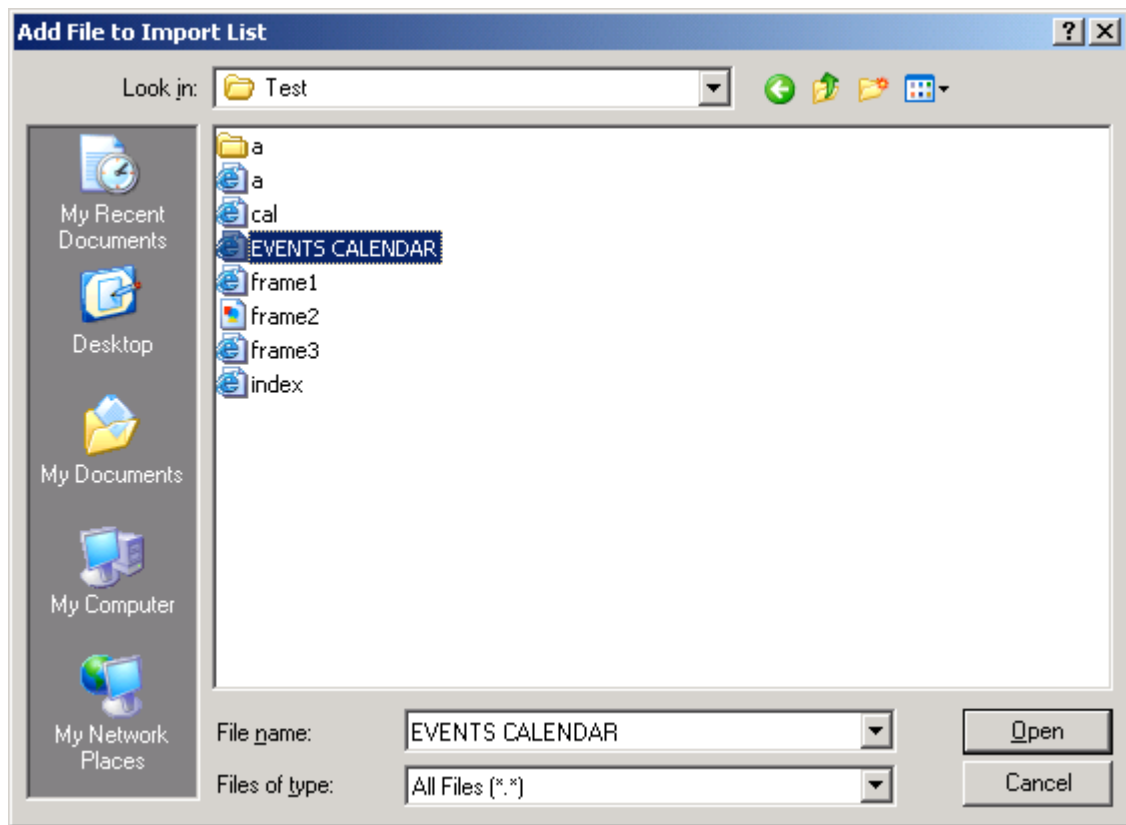 Add File to Import List
Look in: Test
a
a
cal
EVENTS CALENDAR
frame1
frame2
frame3
index
My Recent
Documents
Desktop
My Documents
My Computer
My Network
Places
File name: EVENTS CALENDAR
Open
Files of type: All Files (*.*)
Cancel